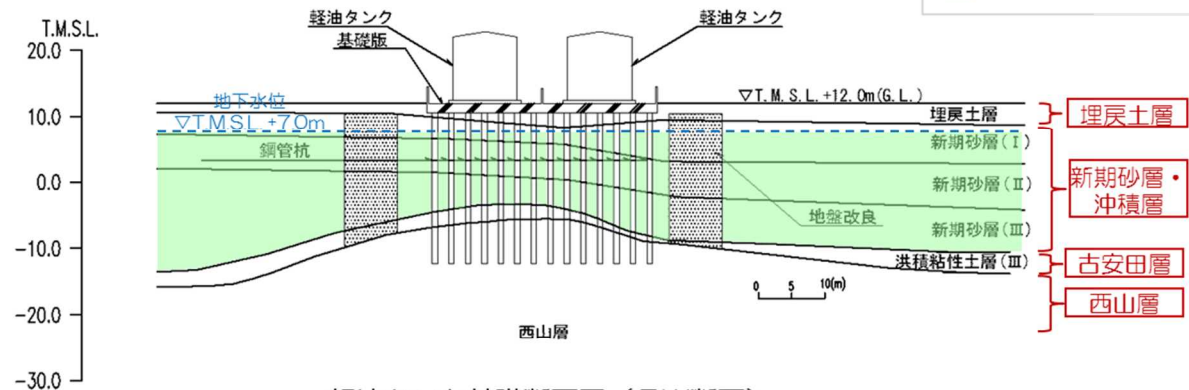 T.M.S.L.
20.0
10.0
0.0
-10.0
-20.0
-30.0
軽油タンク
軽油タンク
基礎版
地下水位
▽T.M.S.L.+7.0m
▽T.M.S.L.+12.0m(G.L.)
鋼管杭
地盤改良
埋戻土層
新期砂層(Ⅰ)
新期砂層(Ⅱ)
新期砂層(Ⅲ)
洪積粘性土層(Ⅲ)
西山層
0 5 10(m)
埋戻土層
新期砂層・
沖積層
古安田層
西山層